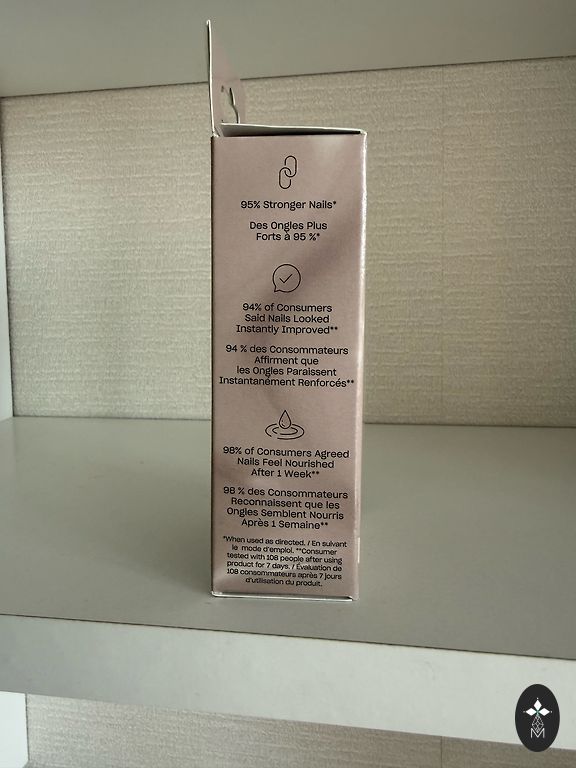 95% Stronger Nails*
Des Ongles Plus
Forts à 95 %*
94% of Consumers
Said Nails Looked
Instantly Improved**
94 % des Consommateurs
Affirment que
les Ongles Paraissent
Instantanément Renforcés**
98% of Consumers Agreed
Nails Feel Nourished
After 1 Week**
98 % des Consommateurs
Reconnaissent que les
Ongles Semblent Nourris
Après 1 Semaine**
*When used as directed. / En suivant
le mode d'emploi. **Consumer
tested with 108 people after using
product for 7 days. / Évaluation de
108 consommateurs après 7 jours
d'utilisation du produit.
M